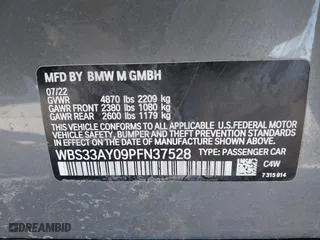 MFD BY BMW M GMBH
07/22
GVWR 4870 lbs 2209 kg
GAWR FRONT 2380 lbs 1080 kg
GAWR REAR 2600 lbs 1179 kg
THIS VEHICLE CONFORMS TO ALL APPLICABLE U.S.FEDERAL MOTOR
VEHICLE SAFETY, BUMPER, AND THEFT PREVENTION STANDARDS IN
EFFECT ON THE DATE OF MANUFACTURE SHOWN ABOVE.
WBS33AY09PFN37528 TYPE: PASSENGER CAR
C4W
7 315 914
dreambid